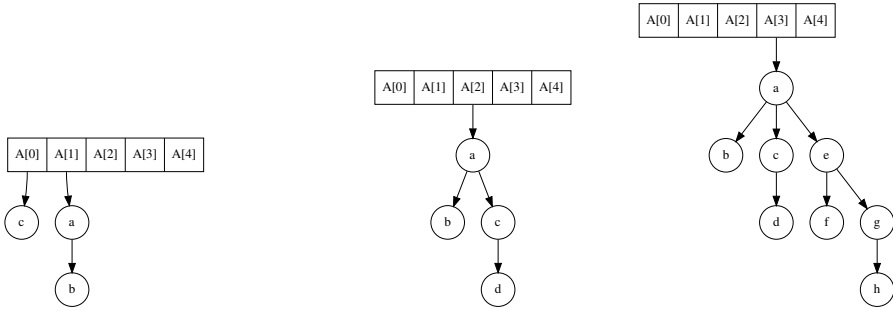 A[0] A[1] A[2] A[3] A[4]
c a
b
A[0] A[1] A[2] A[3] A[4]
a
b c
d
A[0] A[1] A[2] A[3] A[4]
a
b c e
d f g
h